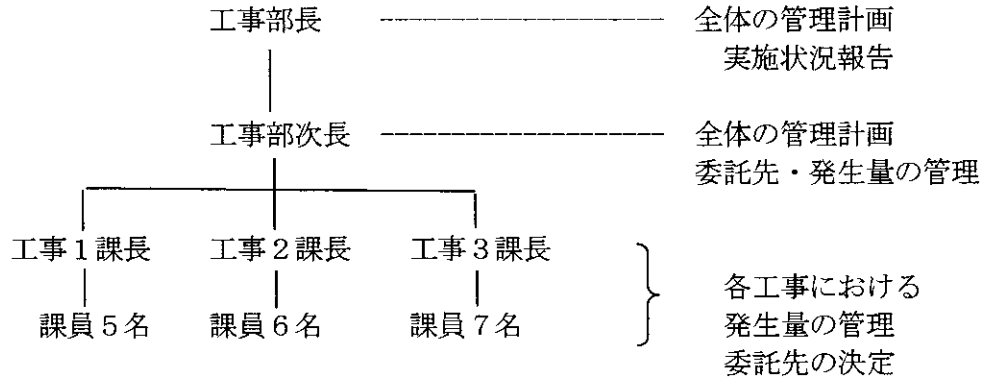 工事部長
全体の管理計画
実施状況報告
工事部次長
全体の管理計画
委託先・発生量の管理
工事1課長
工事2課長
工事3課長
課員5名
課員6名
課員7名
各工事における
発生量の管理
委託先の決定